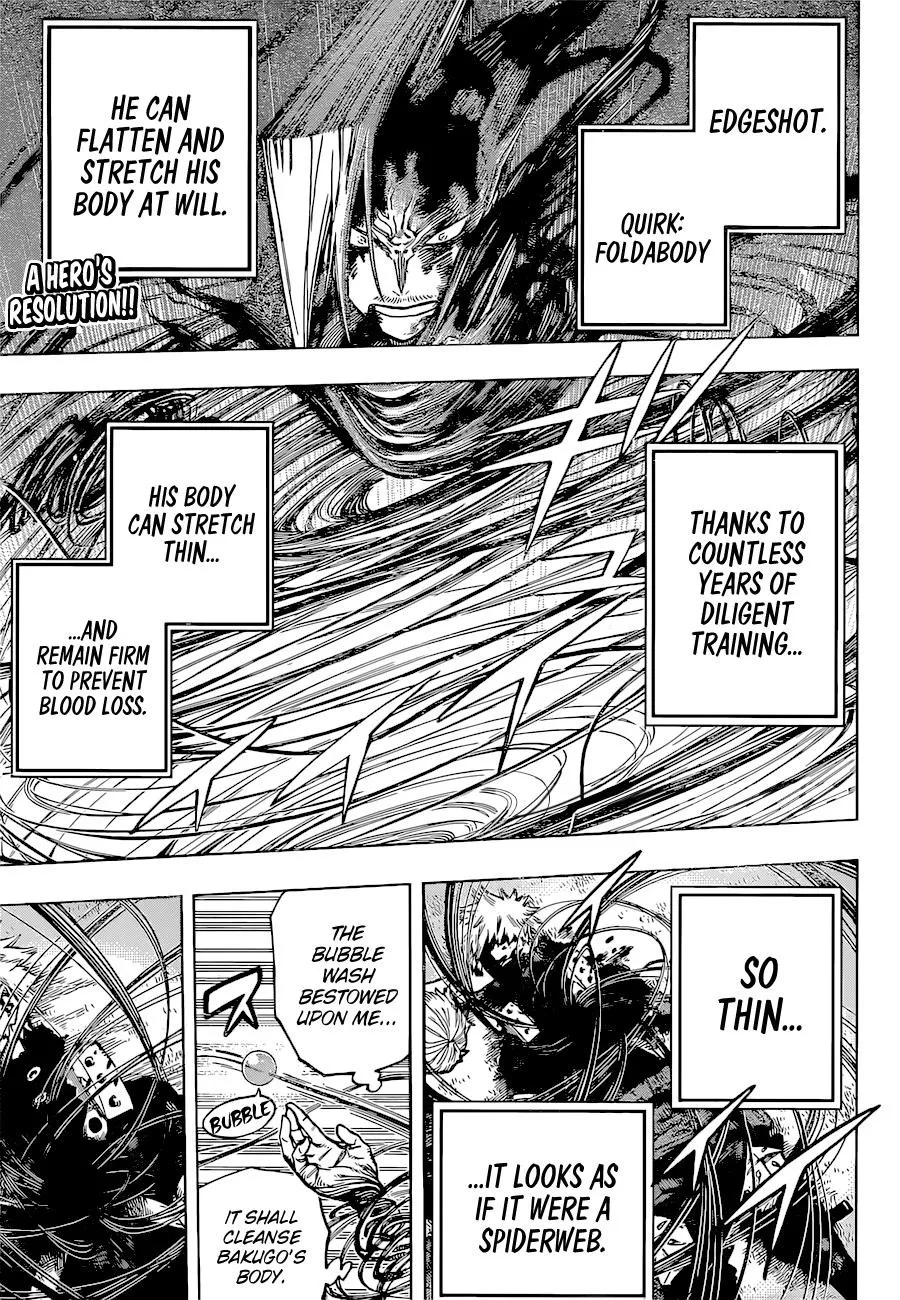 EDGESHOT.
QUIRK:
FOLDABODY
HE CAN
FLATTEN AND
STRETCH HIS
BODY AT WILL.
A HERO'S
RESOLUTION!!
THANKS TO
COUNTLESS
YEARS OF
DILIGENT
TRAINING...
HIS BODY
CAN STRETCH
THIN...
...AND
REMAIN FIRM
TO PREVENT
BLOOD LOSS.
SO
THIN...
...IT LOOKS AS
IF IT WERE A
SPIDERWEB.
THE
BUBBLE
WASH
BESTOWED
UPON ME...
BUBBLE
IT SHALL
CLEANSE
BAKUGO'S
BODY.